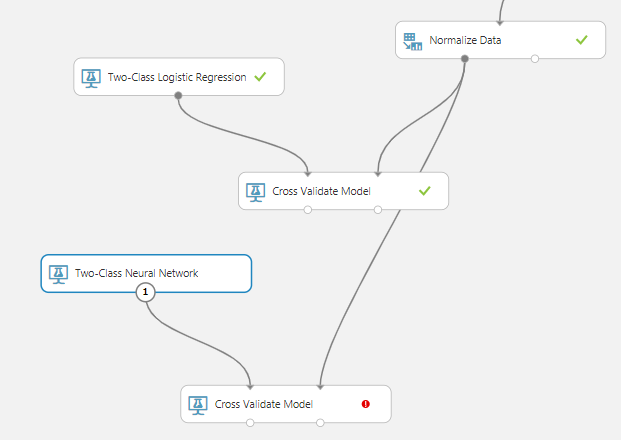 Normalize Data
Two-Class Logistic Regression
Cross Validate Model
Two-Class Neural Network
1
Cross Validate Model